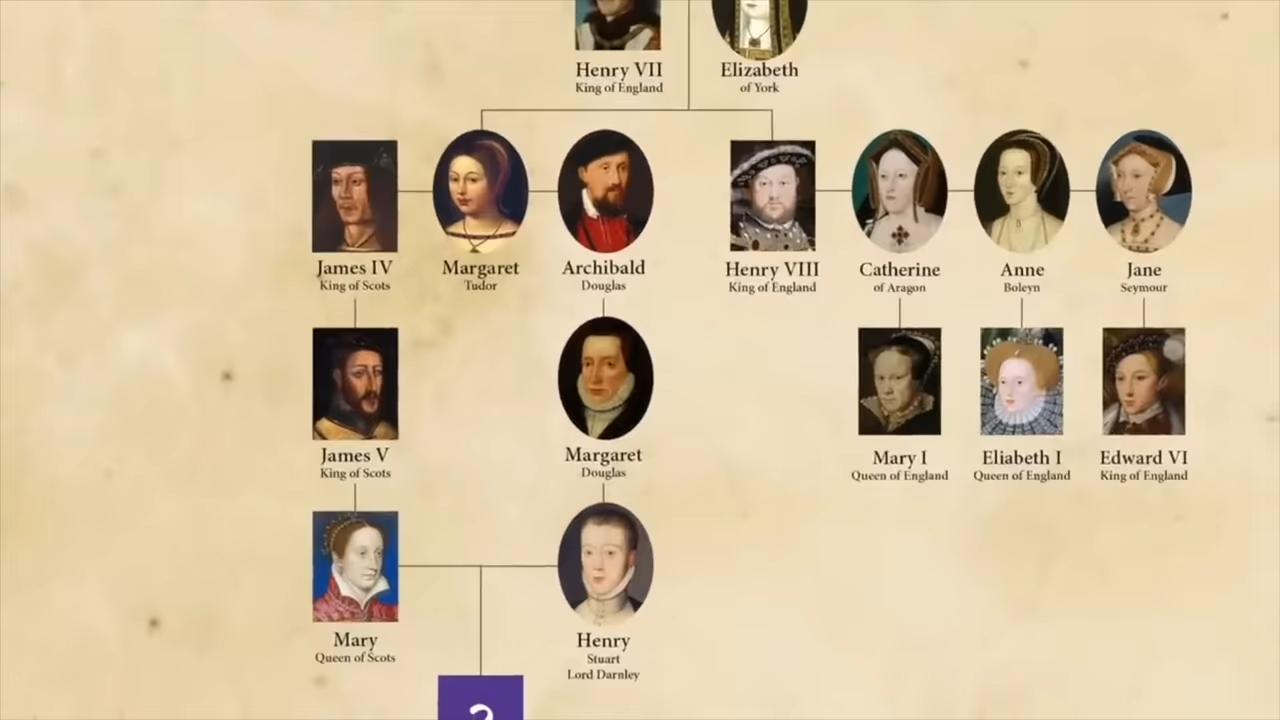 Henry VII
King of England
Elizabeth
of York
James IV
King of Scots
Margaret
Tudor
Archibald
Douglas
Henry VIII
King of England
Catherine
of Aragon
Anne
Boleyn
Jane
Seymour
James V
King of Scots
Margaret
Douglas
Mary I
Queen of England
Eliabeth I
Queen of England
Edward VI
King of England
Mary
Queen of Scots
Henry
Stuart
Lord Darnley
?